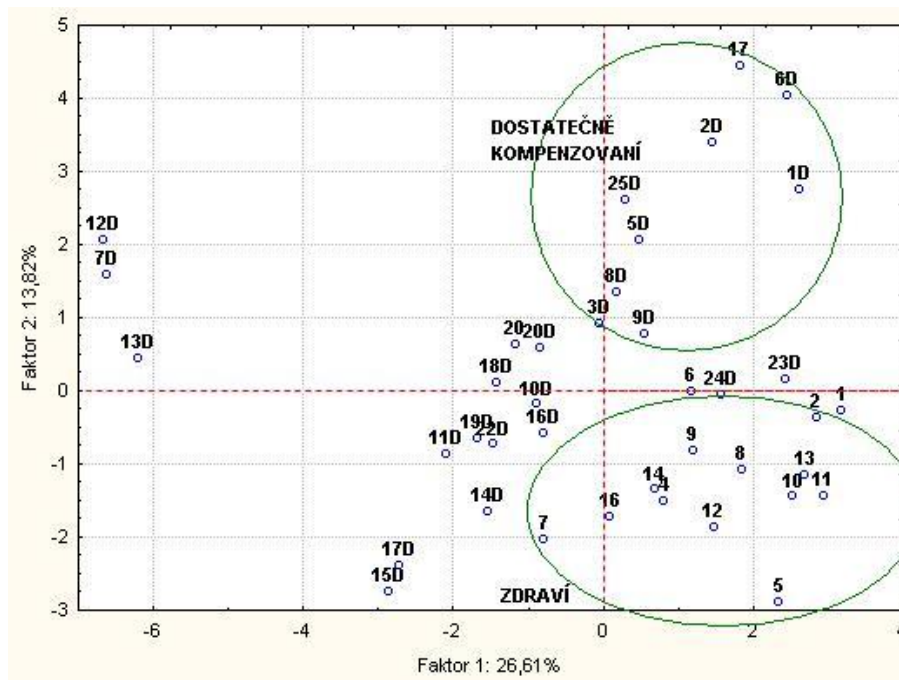 5
17
6D
4
DOSTATEČNĚ
2D
KOMPENZOVANÍ
3
1D
25D
12D
2
5D
7D
8D
1
3D
9D
20
20D
13D
18D
23D
0
6
24D
10D
2
1
16D
19D
22D
11D
9
-1
8
13
14
4
10
11
14D
16
12
7
-2
17D
15D
ZDRAVÍ
5
-3
-6
-4
-2
0
2
4
Faktor 2: 13,82%
Faktor 1: 26,61%